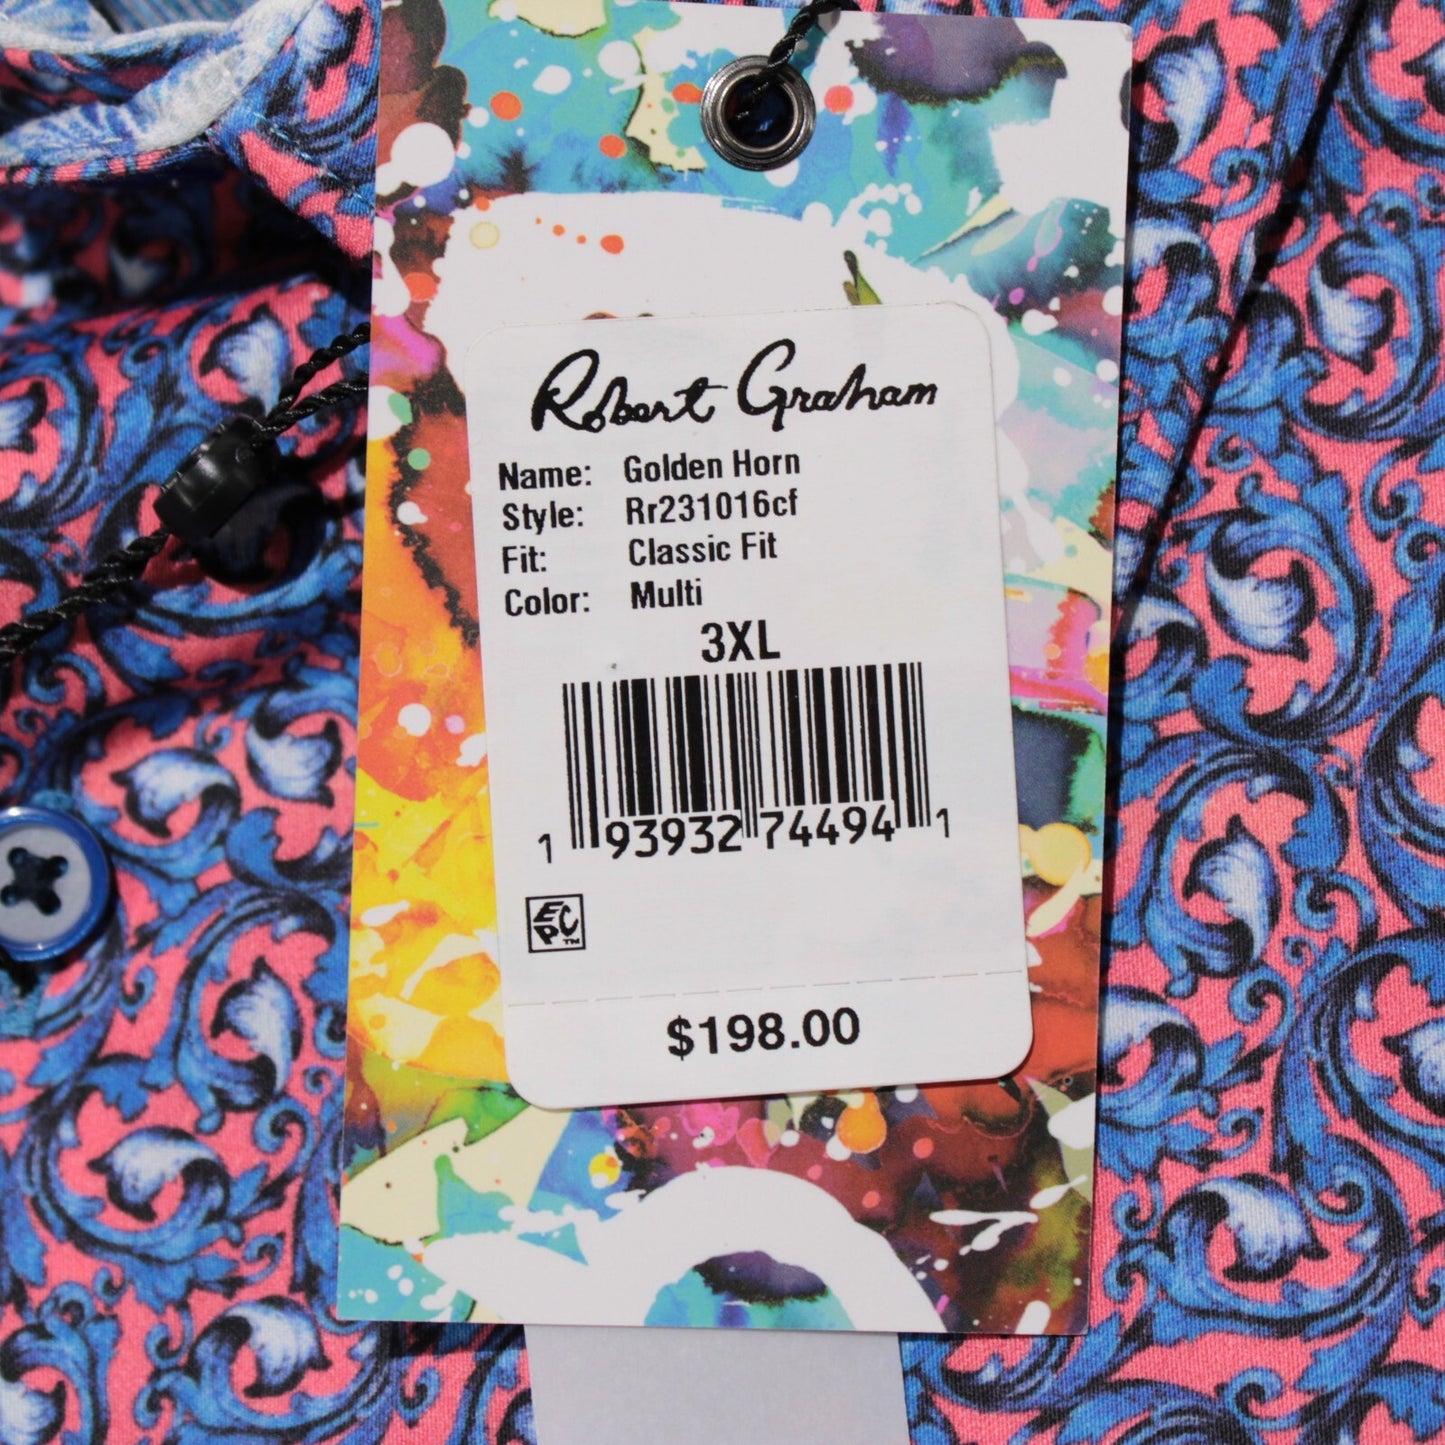 Robert Graham
Name: Golden Horn
Style: Rr231016cf
Fit: Classic Fit
Color: Multi
3XL
1 93932 74494 1
EPC™
$198.00